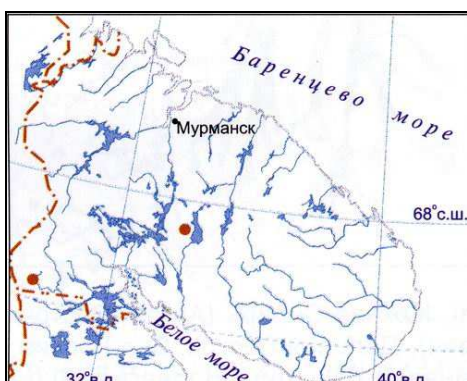 Баренцево море
Мурманск
68°с.ш.
Белое море
32°в.д.
40°в.д.